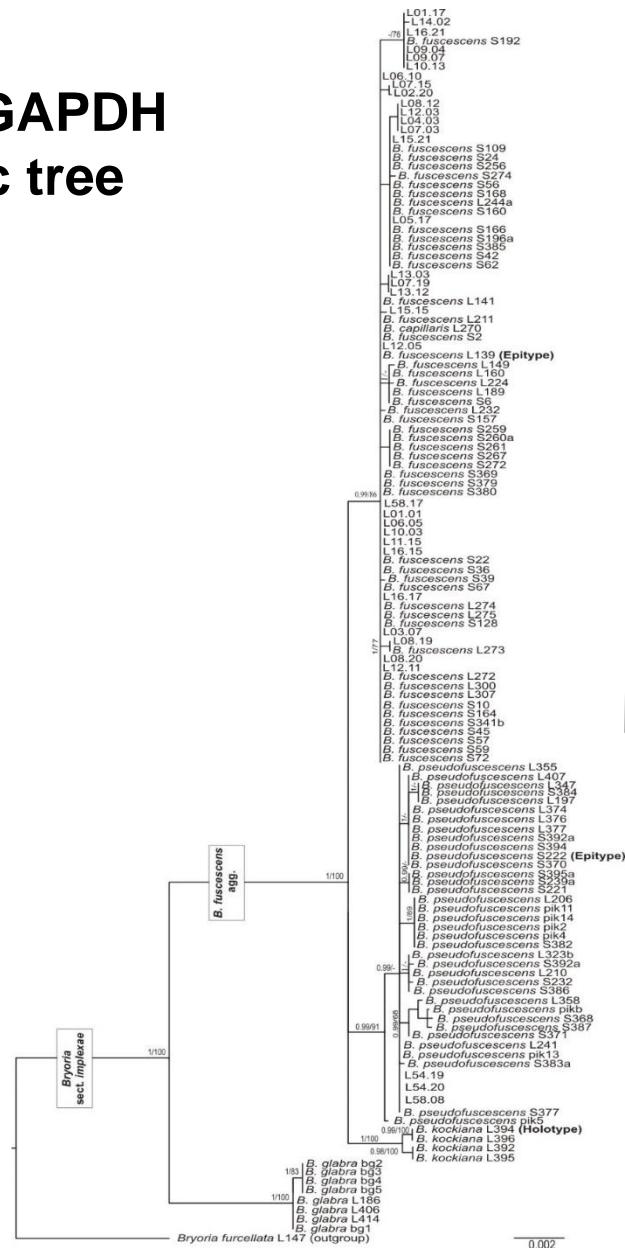 GAPDH
c tree
L01.17
L14.02
L16.21
-/76
B. fuscescens S192
L09.04
L09.07
L10.13
L06.10
L07.15
L02.20
L08.12
L12.03
L04.03
L07.03
L15.21
B. fuscescens S109
B. fuscescens S24
B. fuscescens S256
B. fuscescens S274
B. fuscescens S56
B. fuscescens S168
B. fuscescens L244a
B. fuscescens S160
L05.17
B. fuscescens S166
B. fuscescens S196a
B. fuscescens S385
B. fuscescens S42
B. fuscescens S62
L13.03
L07.19
L13.12
B. fuscescens L141
L15.15
B. fuscescens L211
B. capillaris L270
B. fuscescens S2
L12.05
B. fuscescens L139 (Epitype)
B. fuscescens L149
B. fuscescens L160
1/-
B. fuscescens L224
B. fuscescens L189
B. fuscescens S6
B. fuscescens L232
B. fuscescens S157
B. fuscescens S259
B. fuscescens S260a
B. fuscescens S261
B. fuscescens S267
B. fuscescens S272
B. fuscescens S369
B. fuscescens S379
B. fuscescens S380
0.99/86
L58.17
L01.01
L06.05
L10.03
L11.15
L16.15
B. fuscescens S22
B. fuscescens S36
B. fuscescens S39
B. fuscescens S67
L16.17
B. fuscescens L274
B. fuscescens L275
B. fuscescens S128
L03.07
L08.19
1/77
B. fuscescens L273
L08.20
L12.11
B. fuscescens L272
B. fuscescens L300
B. fuscescens L307
B. fuscescens S10
B. fuscescens S164
B. fuscescens S341b
B. fuscescens S45
B. fuscescens S57
B. fuscescens S59
B. fuscescens S72
B. pseudofuscescens L355
B. pseudofuscescens L407
B. pseudofuscescens L347
1/-
B. pseudofuscescens S384
B. pseudofuscescens L197
B. pseudofuscescens L374
B. pseudofuscescens L376
1/-
B. pseudofuscescens L377
B. pseudofuscescens S392a
B. pseudofuscescens S394
B. pseudofuscescens S222 (Epitype)
B. pseudofuscescens S370
0.99/-
B. pseudofuscescens S395a
B. pseudofuscescens S239a
B. pseudofuscescens S221
B. fuscescens
agg.
1/100
B. pseudofuscescens L206
B. pseudofuscescens pik11
1/89
B. pseudofuscescens pik14
B. pseudofuscescens pik2
B. pseudofuscescens pik4
B. pseudofuscescens S382
B. pseudofuscescens L323b
B. pseudofuscescens S392a
0.99/-
1/-
B. pseudofuscescens L210
B. pseudofuscescens S232
B. pseudofuscescens S386
B. pseudofuscescens L358
B. pseudofuscescens pikb
B. pseudofuscescens S368
0.99/68
B. pseudofuscescens S387
0.99/91
B. pseudofuscescens S371
B. pseudofuscescens L241
B. pseudofuscescens pik13
B. pseudofuscescens S383a
Bryoria
sect. implexae
1/100
L54.19
L54.20
L58.08
B. pseudofuscescens S377
B. pseudofuscescens pik5
0.99/100
B. kockiana L394 (Holotype)
1/100
B. kockiana L396
B. kockiana L392
0.98/100
B. kockiana L395
B. glabra bg2
1/83
B. glabra bg3
B. glabra bg4
B. glabra bg5
1/100
B. glabra L186
B. glabra L406
B. glabra L414
B. glabra bg1
Bryoria furcellata L147 (outgroup)
0.002